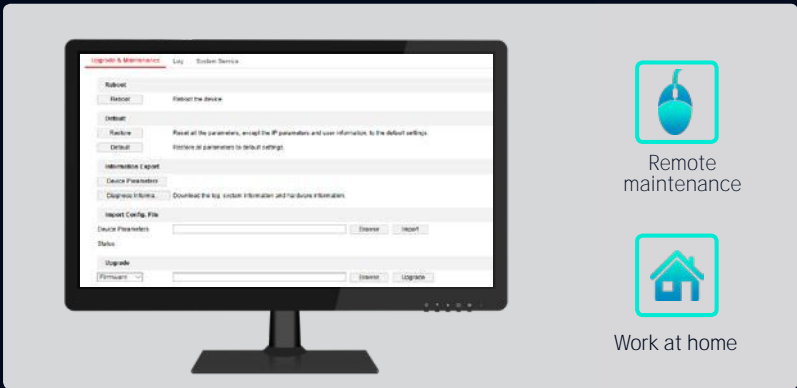 Upgrade & Maintenance Log System Service
Reboot
Reboot Reboot the device.
Default
Restore Reset all the parameters, except the IP parameters and user information, to the default settings.
Default Restore all parameters to default settings.
Information Export
Device Parameters
Diagnose Informa.. Download the log, system information and hardware information.
Import Config. File
Device Parameters Browse Import
Status
Upgrade
Firmware Browse Upgrade
Remote
maintenance
Work at home